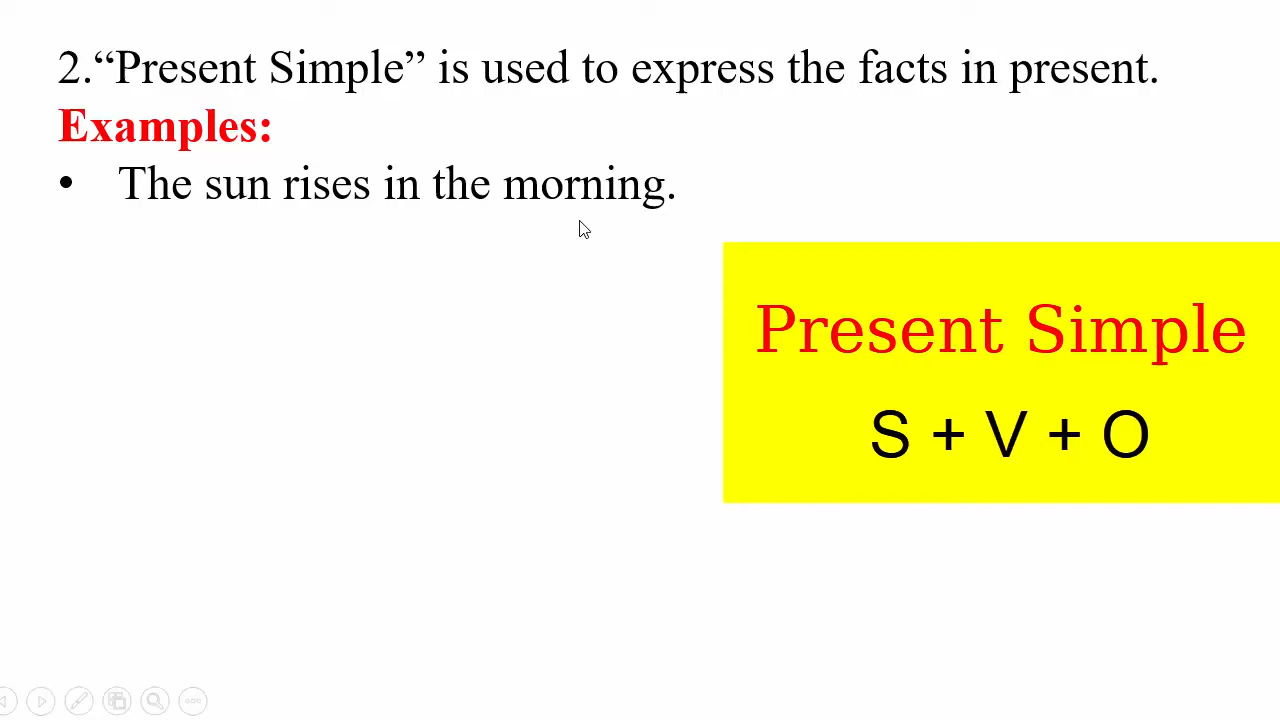 2.“Present Simple” is used to express the facts in present.
Examples:
• The sun rises in the morning.
Present Simple
S + V + O